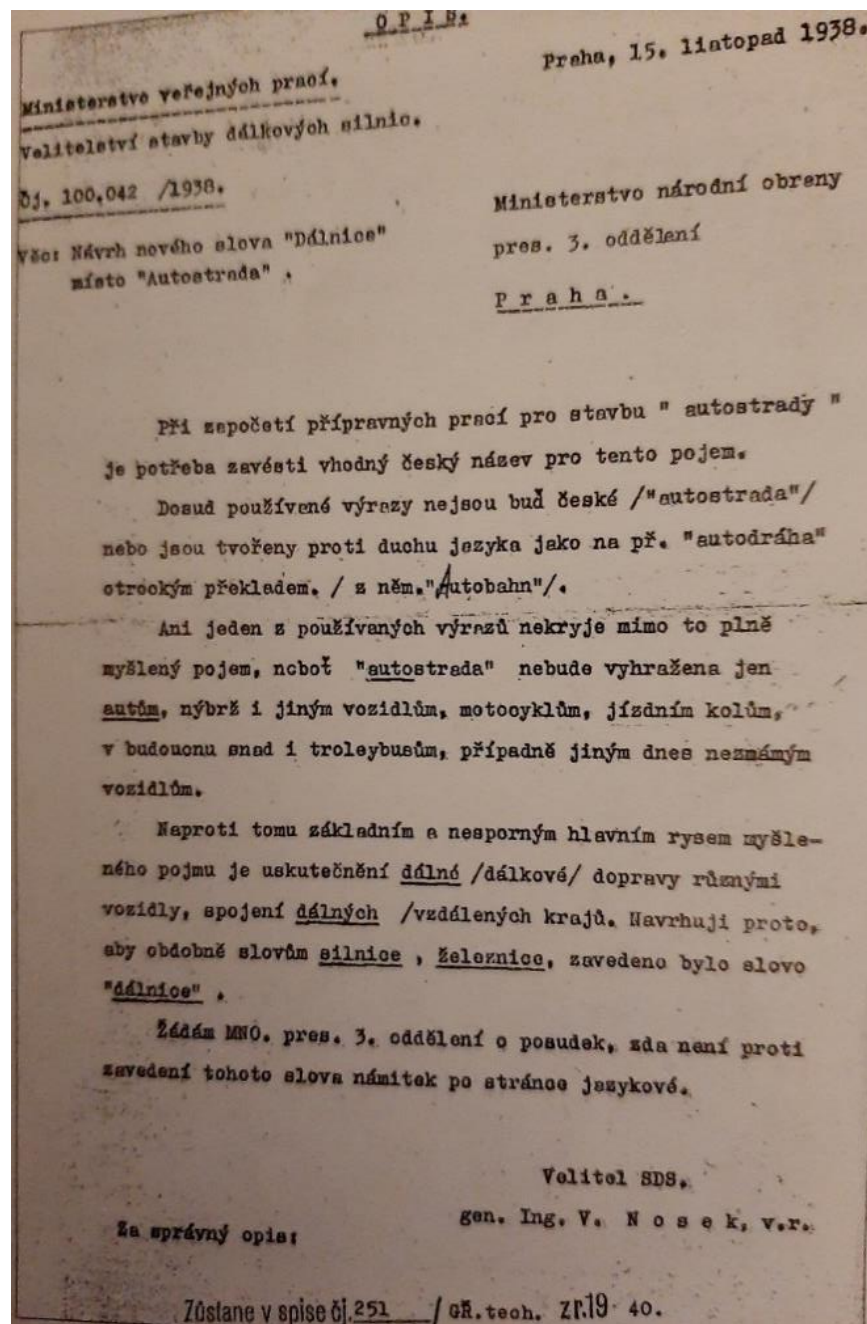 O P I S.
Praha, 15. listopad 1938.
Ministerstvo veřejných prací.
Velitelství stavby dálkových silnic.
Čj. 100.042 /1938.
Ministerstvo národní obrany
pres. 3. oddělení
P r a h a .
Věc: Návrh nového slova "Dálnice"
místo "Autostrada" .
Při započetí přípravných prací pro stavbu " autostrady "
je potřeba zavésti vhodný český název pro tento pojem.
Dosud používané výrazy nejsou buď české /"autostrada"/
nebo jsou tvořeny proti duchu jazyka jako na př. "autodráha"
otrockým překladem. / z něm."Autobahn"/.
Ani jeden z používaných výrazů nekryje mimo to plně
myšlený pojem, neboť "autostrada" nebude vyhražena jen
autům, nýbrž i jiným vozidlům, motocyklům, jízdním kolům,
v budoucnu snad i troleybusům, případně jiným dnes neznámým
vozidlům.
Naproti tomu základním a nesporným hlavním rysem myšle-
ného pojmu je uskutečnění dálné /dálkové/ dopravy různými
vozidly, spojení dálných /vzdálených krajů. Navrhuji proto,
aby obdobně slovům silnice , železnice, zavedeno bylo slovo
"dálnice" .
Žádám MNO. pres. 3. oddělení o posudek, zda není proti
zavedení tohoto slova námitek po stránce jazykové.
Velitel SDS.
gen. Ing. V. N o s e k, v.r.
Za správný opis:
Zůstane v spise čj. 251 / GŘ.tech. zr.19 40.